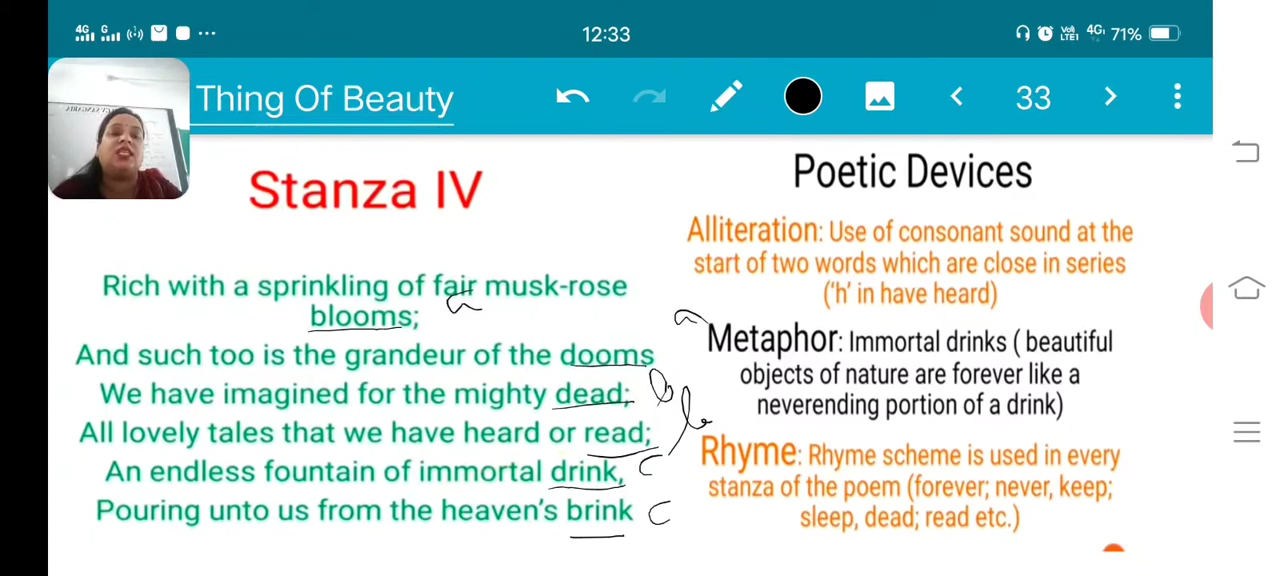 4G G 12:33 Vol) LTE1 4G 71%
Thing Of Beauty 33
Stanza IV
Rich with a sprinkling of fair musk-rose
blooms; a
And such too is the grandeur of the dooms a
We have imagined for the mighty dead; b
All lovely tales that we have heard or read; b
An endless fountain of immortal drink, c
Pouring unto us from the heaven's brink c
Poetic Devices
Alliteration: Use of consonant sound at the
start of two words which are close in series
('h' in have heard)
Metaphor: Immortal drinks ( beautiful
objects of nature are forever like a
neverending portion of a drink)
Rhyme: Rhyme scheme is used in every
stanza of the poem (forever; never, keep;
sleep, dead; read etc.)